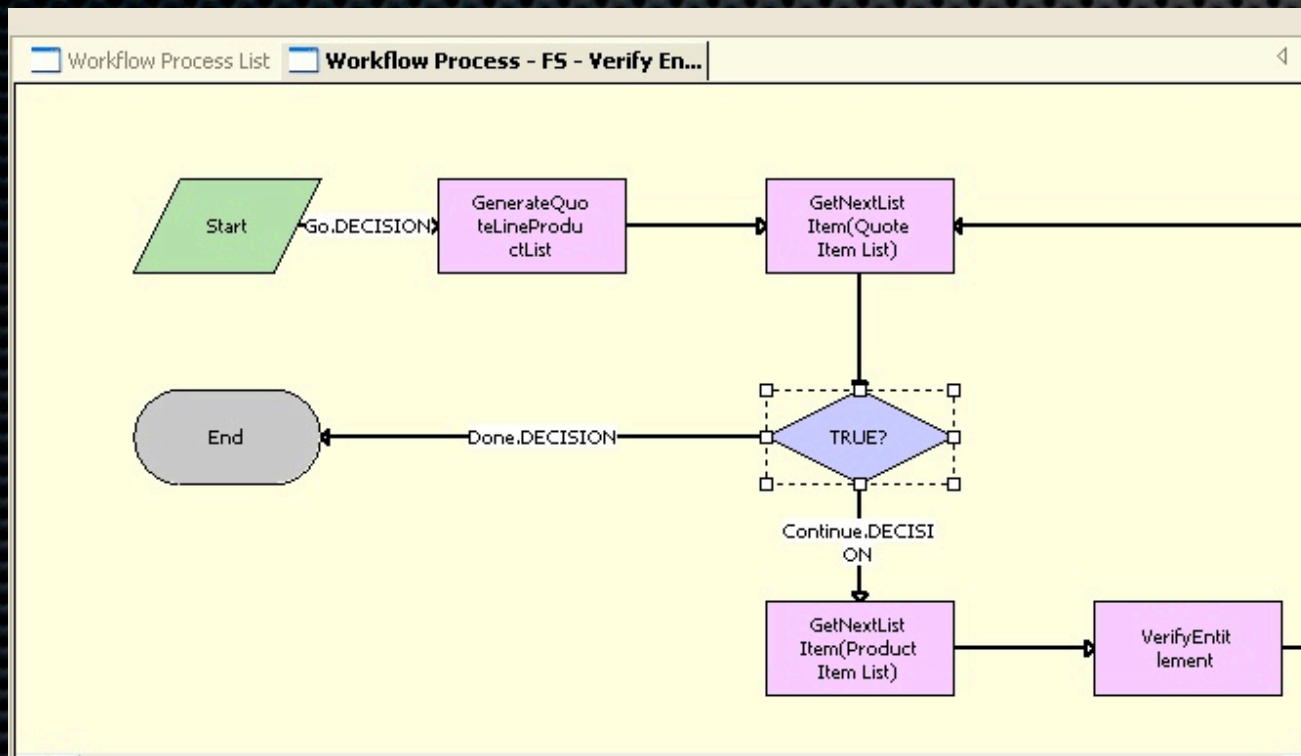 Workflow Process List
Workflow Process - FS - Verify En...
Start
Go.DECISION
GenerateQuo
teLineProdu
ctList
GetNextList
Item(Quote
Item List)
End
Done.DECISION
TRUE?
Continue.DECISI
ON
GetNextList
Item(Product
Item List)
VerifyEntit
lement